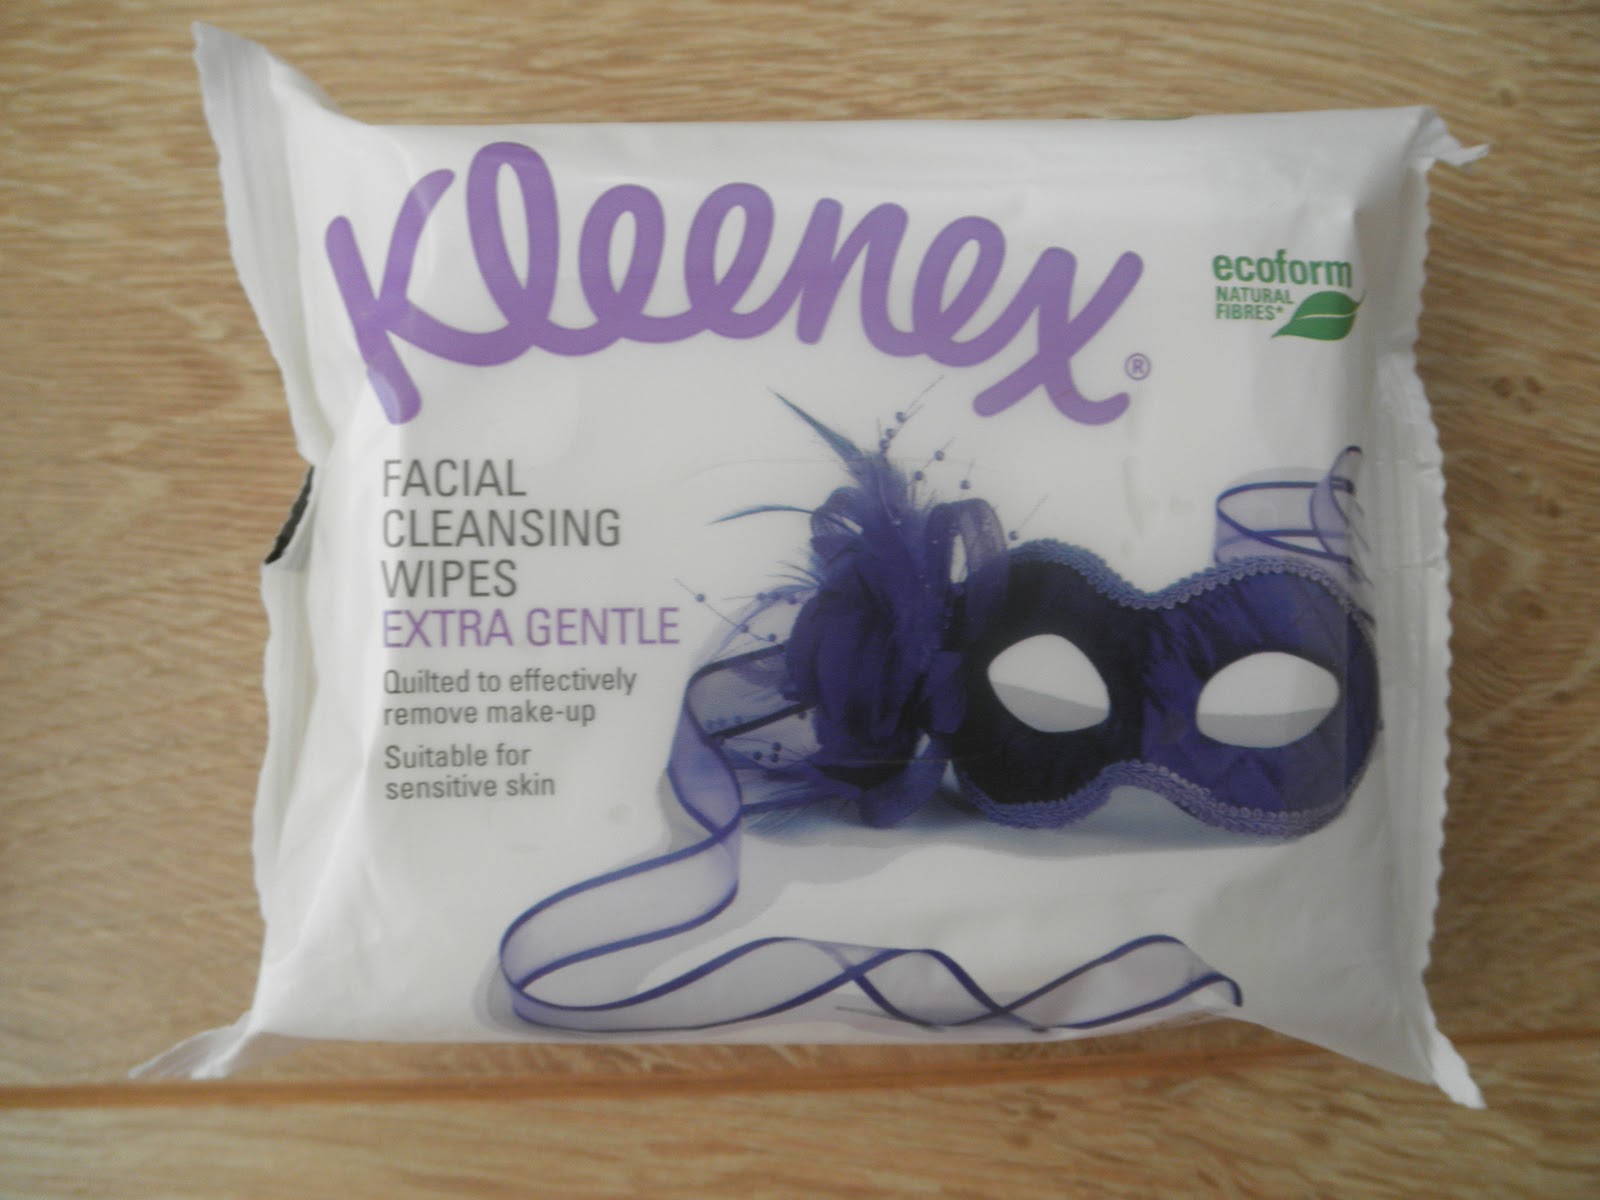 Kleenex®
ecoform
NATURAL
FIBRES*
FACIAL
CLEANSING
WIPES
EXTRA GENTLE
Quilted to effectively
remove make-up
Suitable for
sensitive skin